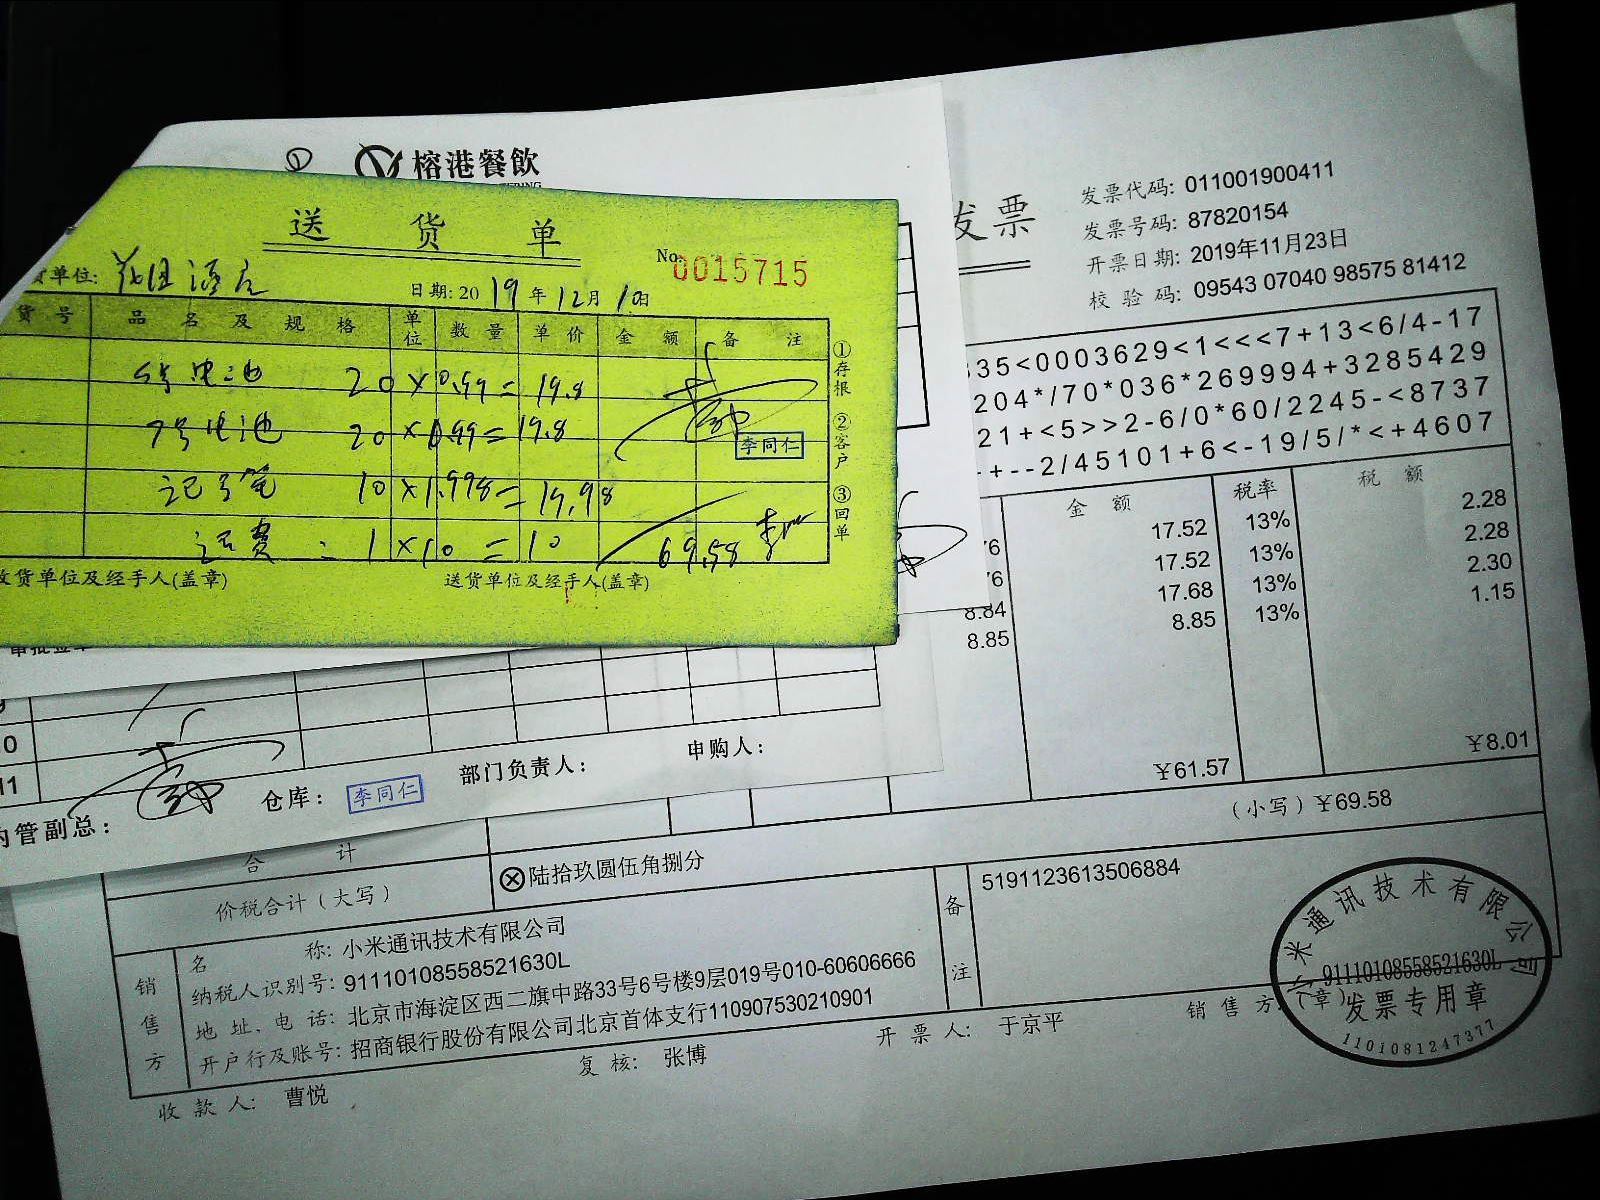 ① 榕港餐飲
送货单
No. 0015715
货单位: 花田酒店
日期: 2019年12月10日
货号 品名及规格 单位 数量 单价 金额 备注
5号电池 20×0.99=19.8
7号电池 20×0.99=19.8
李同仁
记号笔 10×1.998=19.98
运费: 1×10=10 69.58
①存根 ②客户 ③回单
收货单位及经手人(盖章) 送货单位及经手人(盖章)
发票
发票代码: 011001900411
发票号码: 87820154
开票日期: 2019年11月23日
校验码: 09543 07040 98575 81412
35<0003629<1<<<7+13<6/4-17
204*/70*036*269994+3285429
21+<5>>2-6/0*60/2245-<8737
+--2/45101+6<-19/5/*<+4607
金额 税率 税额
76 17.52 13% 2.28
76 17.52 13% 2.28
8.84 17.68 13% 2.30
8.85 8.85 13% 1.15
¥61.57 ¥8.01
10
11
内管副总: 仓库: 李同仁 部门负责人: 申购人:
合计
价税合计(大写) ⊗陆拾玖圆伍角捌分 (小写)¥69.58
销售方
名称: 小米通讯技术有限公司
纳税人识别号: 91110108558521630L
地址、电话: 北京市海淀区西二旗中路33号6号楼9层019号010-60606666
开户行及账号: 招商银行股份有限公司北京首体支行110907530210901
备注
5191123613506884
收款人: 曹悦 复核: 张博 开票人: 于京平 销售方:(章)
小米通讯技术有限公司
91110108558521630L
发票专用章
1101081247377